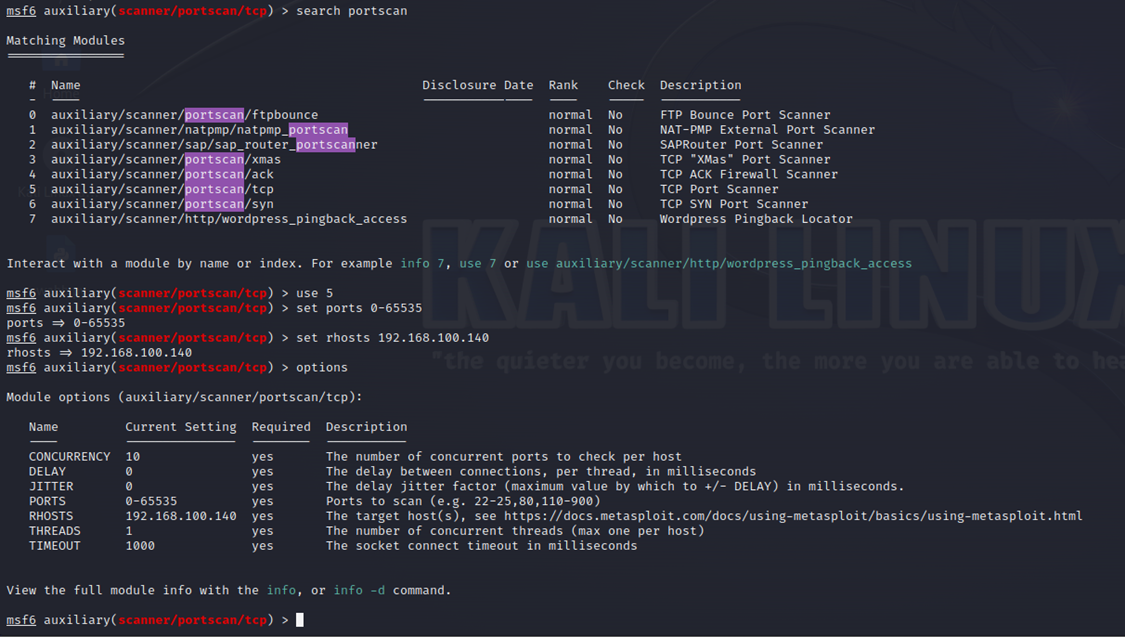 msf6 auxiliary(scanner/portscan/tcp) > search portscan
Matching Modules
================
# Name Disclosure Date Rank Check Description
- ---- --------------- ---- ----- -----------
0 auxiliary/scanner/portscan/ftpbounce normal No FTP Bounce Port Scanner
1 auxiliary/scanner/natpmp/natpmp_portscan normal No NAT-PMP External Port Scanner
2 auxiliary/scanner/sap/sap_router_portscanner normal No SAPRouter Port Scanner
3 auxiliary/scanner/portscan/xmas normal No TCP "XMas" Port Scanner
4 auxiliary/scanner/portscan/ack normal No TCP ACK Firewall Scanner
5 auxiliary/scanner/portscan/tcp normal No TCP Port Scanner
6 auxiliary/scanner/portscan/syn normal No TCP SYN Port Scanner
7 auxiliary/scanner/http/wordpress_pingback_access normal No Wordpress Pingback Locator
KALI LINUX
Interact with a module by name or index. For example info 7, use 7 or use auxiliary/scanner/http/wordpress_pingback_access
msf6 auxiliary(scanner/portscan/tcp) > use 5
msf6 auxiliary(scanner/portscan/tcp) > set ports 0-65535
ports => 0-65535
msf6 auxiliary(scanner/portscan/tcp) > set rhosts 192.168.100.140
rhosts => 192.168.100.140
"the quieter you become, the more you are able to hea
msf6 auxiliary(scanner/portscan/tcp) > options
Module options (auxiliary/scanner/portscan/tcp):
Name Current Setting Required Description
---- --------------- -------- -----------
CONCURRENCY 10 yes The number of concurrent ports to check per host
DELAY 0 yes The delay between connections, per thread, in milliseconds
JITTER 0 yes The delay jitter factor (maximum value by which to +/- DELAY) in milliseconds.
PORTS 0-65535 yes Ports to scan (e.g. 22-25,80,110-900)
RHOSTS 192.168.100.140 yes The target host(s), see https://docs.metasploit.com/docs/using-metasploit/basics/using-metasploit.html
THREADS 1 yes The number of concurrent threads (max one per host)
TIMEOUT 1000 yes The socket connect timeout in milliseconds
View the full module info with the info, or info -d command.
msf6 auxiliary(scanner/portscan/tcp) >